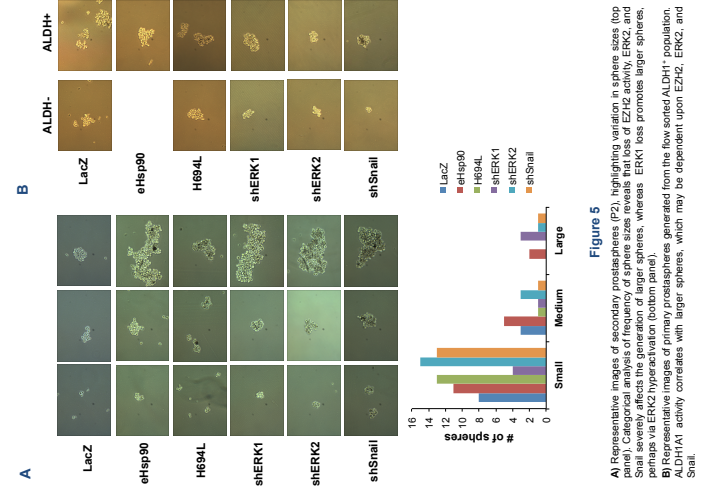 A
LacZ
eHsp90
H694L
shERK1
shERK2
shSnail
16
14
12
10
8
6
4
2
0
# of spheres
Small
Medium
Large
LacZ
eHsp90
H694L
shERK1
shERK2
shSnail
B
ALDH-
ALDH+
LacZ
eHsp90
H694L
shERK1
shERK2
shSnail
Figure 5
A) Representative images of secondary prostaspheres (P2), highlighting variation in sphere sizes (top
panel). Categorical analysis of frequency of sphere sizes reveals that loss of EZH2 activity, ERK2, and
Snail severely affects the generation of larger spheres, whereas ERK1 loss promotes larger spheres,
perhaps via ERK2 hyperactivation (bottom panel).
B) Representative images of primary prostaspheres generated from the flow sorted ALDH1+ population.
ALDH1A1 activity correlates with larger spheres, which may be dependent upon EZH2, ERK2, and
Snail.